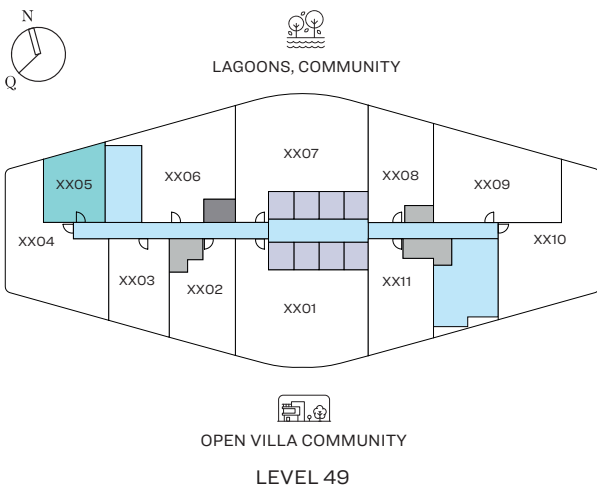 N
Q
LAGOONS, COMMUNITY
XX07
XX06
XX08
XX05
XX09
XX04
XX10
XX03
XX02
XX11
XX01
OPEN VILLA COMMUNITY
LEVEL 49